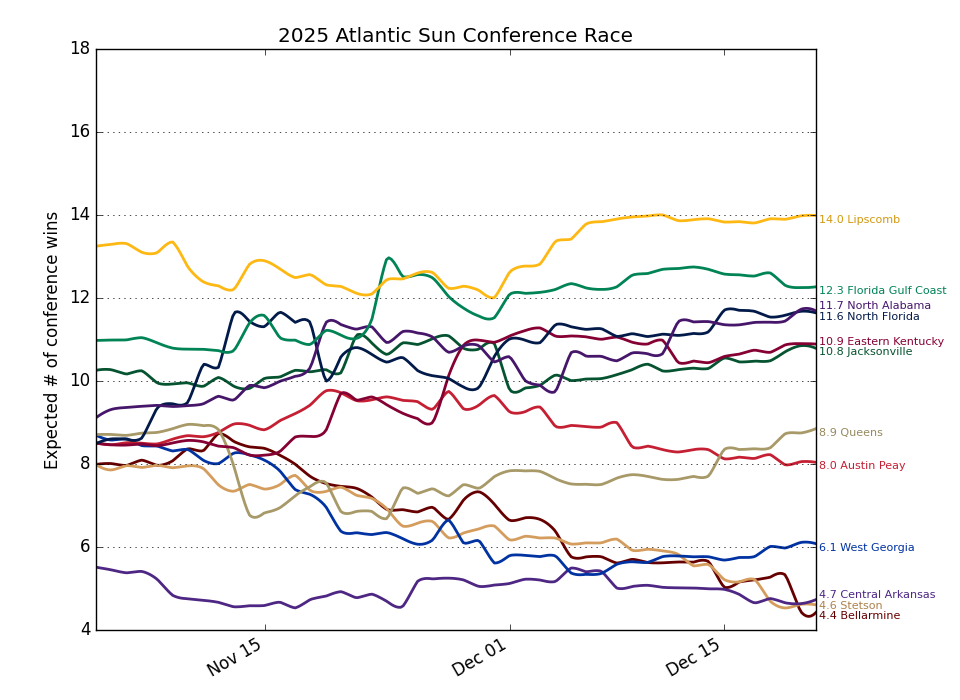 2025 Atlantic Sun Conference Race
Expected # of conference wins
18
16
14
12
10
8
6
4
Nov 15
Dec 01
Dec 15
14.0 Lipscomb
12.3 Florida Gulf Coast
11.7 North Alabama
11.6 North Florida
10.9 Eastern Kentucky
10.8 Jacksonville
8.9 Queens
8.0 Austin Peay
6.1 West Georgia
4.7 Central Arkansas
4.6 Stetson
4.4 Bellarmine